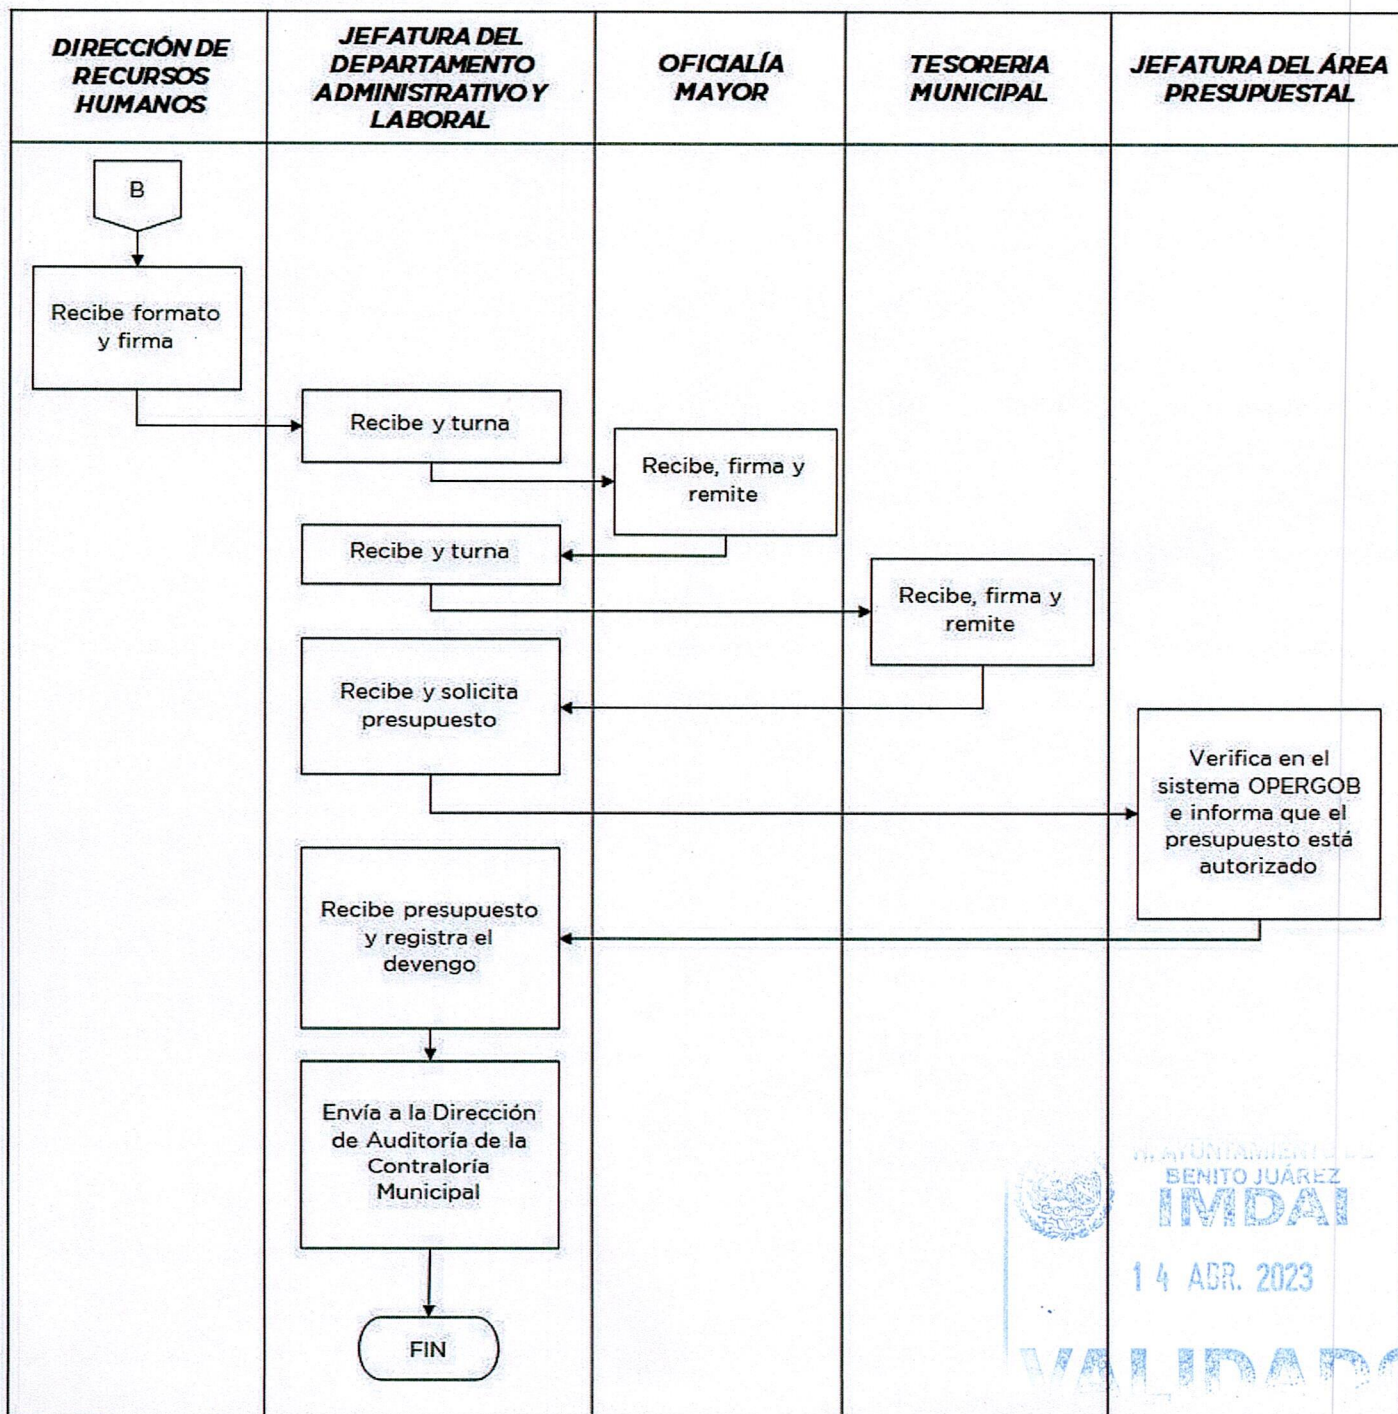 DIRECCIÓN DE
RECURSOS
HUMANOS
JEFATURA DEL
DEPARTAMENTO
ADMINISTRATIVO Y
LABORAL
OFICIALÍA
MAYOR
TESORERIA
MUNICIPAL
JEFATURA DEL ÁREA
PRESUPUESTAL
B
Recibe formato
y firma
Recibe y turna
Recibe, firma y
remite
Recibe y turna
Recibe, firma y
remite
Recibe y solicita
presupuesto
Verifica en el
sistema OPERGOB
e informa que el
presupuesto está
autorizado
Recibe presupuesto
y registra el
devengo
Envía a la Dirección
de Auditoría de la
Contraloría
Municipal
FIN
H. AYUNTAMIENTO DE
BENITO JUÁREZ
IMDAI
14 ABR. 2023
VALIDADO